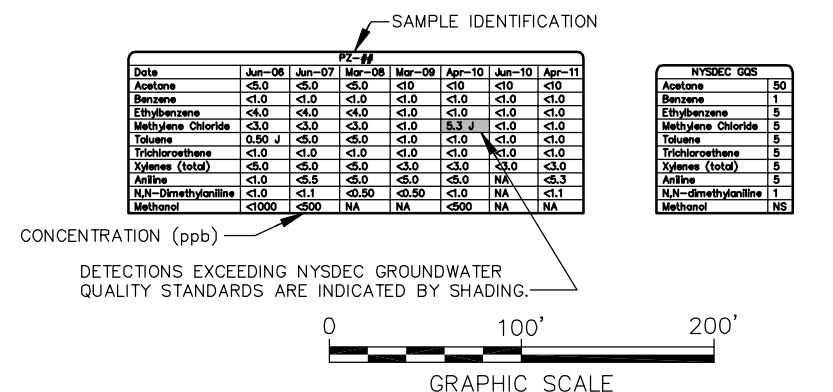 SAMPLE IDENTIFICATION
PZ-##
Date Jun-06 Jun-07 Mar-08 Mar-09 Apr-10 Jun-10 Apr-11
Acetone <5.0 <5.0 <5.0 <10 <10 <10 <10
Benzene <1.0 <1.0 <1.0 <1.0 <1.0 <1.0 <1.0
Ethylbenzene <4.0 <4.0 <4.0 <1.0 <1.0 <1.0 <1.0
Methylene Chloride <3.0 <3.0 <3.0 <1.0 5.3 J <1.0 <1.0
Toluene 0.50 J <5.0 <5.0 <1.0 <1.0 <1.0 <1.0
Trichloroethene <1.0 <1.0 <1.0 <1.0 <1.0 <1.0 <1.0
Xylenes (total) <5.0 <5.0 <5.0 <3.0 <3.0 <3.0 <3.0
Aniline <1.0 <5.5 <5.0 <5.0 <5.0 NA <5.3
N,N-Dimethylaniline <1.0 <1.1 <0.50 <0.50 <1.0 NA <1.1
Methanol <1000 <500 NA NA <500 NA NA
NYSDEC GQS
Acetone 50
Benzene 1
Ethylbenzene 5
Methylene Chloride 5
Toluene 5
Trichloroethene 5
Xylenes (total) 5
Aniline 5
N,N-dimethylaniline 1
Methanol NS
CONCENTRATION (ppb)
DETECTIONS EXCEEDING NYSDEC GROUNDWATER
QUALITY STANDARDS ARE INDICATED BY SHADING.
0 100' 200'
GRAPHIC SCALE